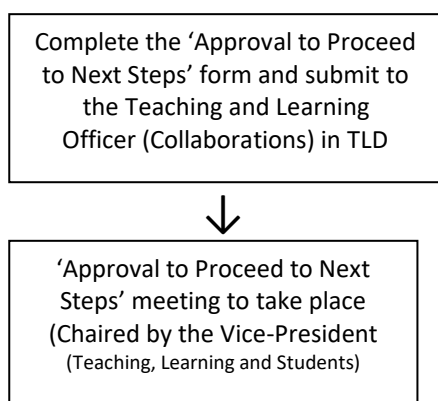 Complete the ‘Approval to Proceed
to Next Steps’ form and submit to
the Teaching and Learning
Officer (Collaborations) in TLD
‘Approval to Proceed to Next
Steps’ meeting to take place
(Chaired by the Vice-President
(Teaching, Learning and Students)